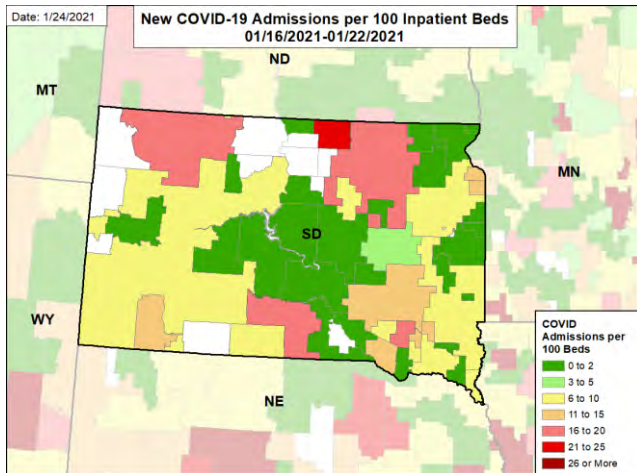 Date: 1/24/2021
New COVID-19 Admissions per 100 Inpatient Beds
01/16/2021-01/22/2021
ND
MT
MN
SD
WY
NE
COVID
Admissions per
100 Beds
0 to 2
3 to 5
6 to 10
11 to 15
16 to 20
21 to 25
26 or More